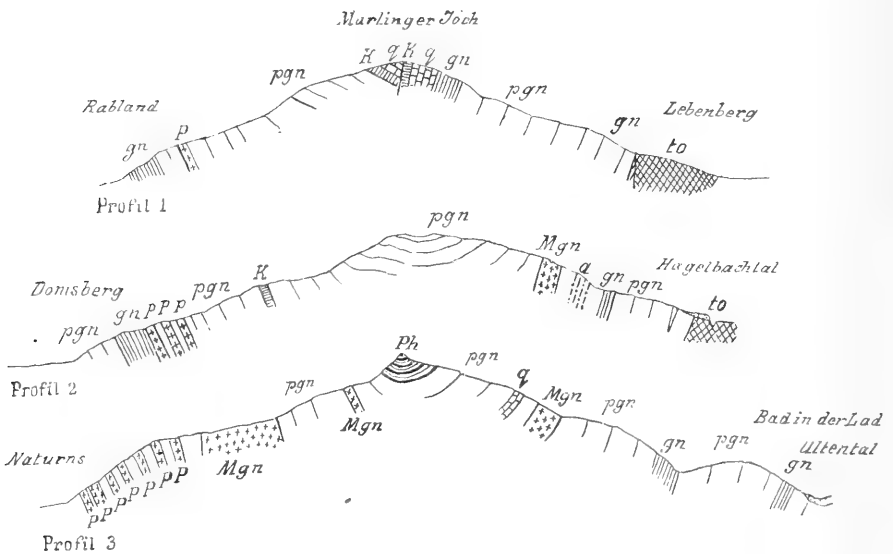 Marlinger Joch
H q K q gn
pgn pgn
Rabland Lebenberg
gn P gn to
Profil 1
pgn
Donisberg K Mgn a Hagelbachtal
pgn gn P P P pgn gn pgn to
Profil 2
Ph
pgn pgn
Mgn q Mgn pgn
Bad in der Lad
Naturns gn pgn Ultental
P P P P P P P Mgn gn
Profil 3